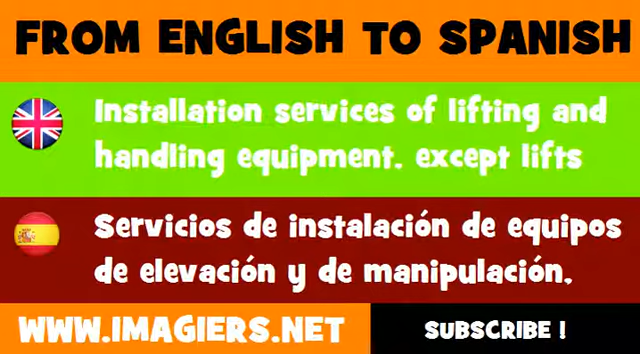 FROM ENGLISH TO SPANISH
Installation services of lifting and
handling equipment. except lifts
Servicios de instalación de equipos
de elevación y de manipulación,
WWW.IMAGIERS.NET
SUBSCRIBE !